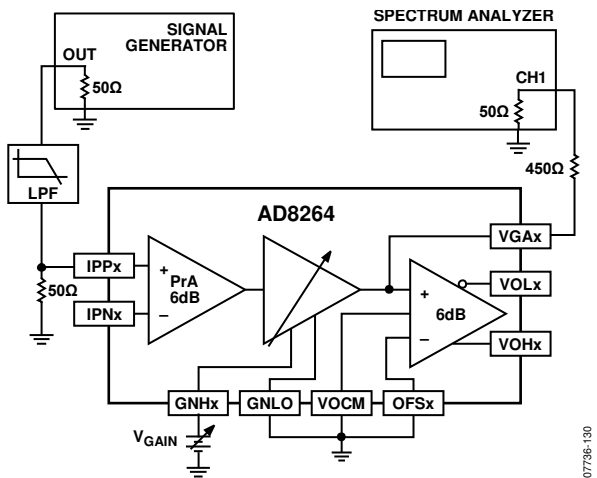 SIGNAL
GENERATOR
OUT
50Ω
SPECTRUM ANALYZER
CH1
50Ω
450Ω
LPF
AD8264
IPPx
50Ω
IPNx
+
PrA
6dB
–
+
6dB
–
VGAx
VOLx
VOHx
GNHx
GNLO
VOCM
OFSx
VGAIN
07736-130